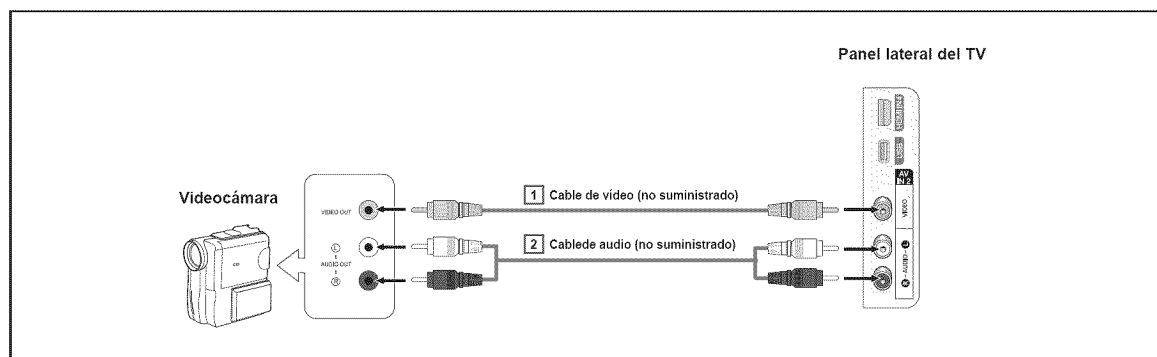 Panel lateral del TV
Videocámara
VIDEO OUT
L
AUDIO OUT
R
1 Cable de vídeo (no suministrado)
2 Cablede audio (no suministrado)
AV
IN 2
VIDEO
R - AUDIO - L